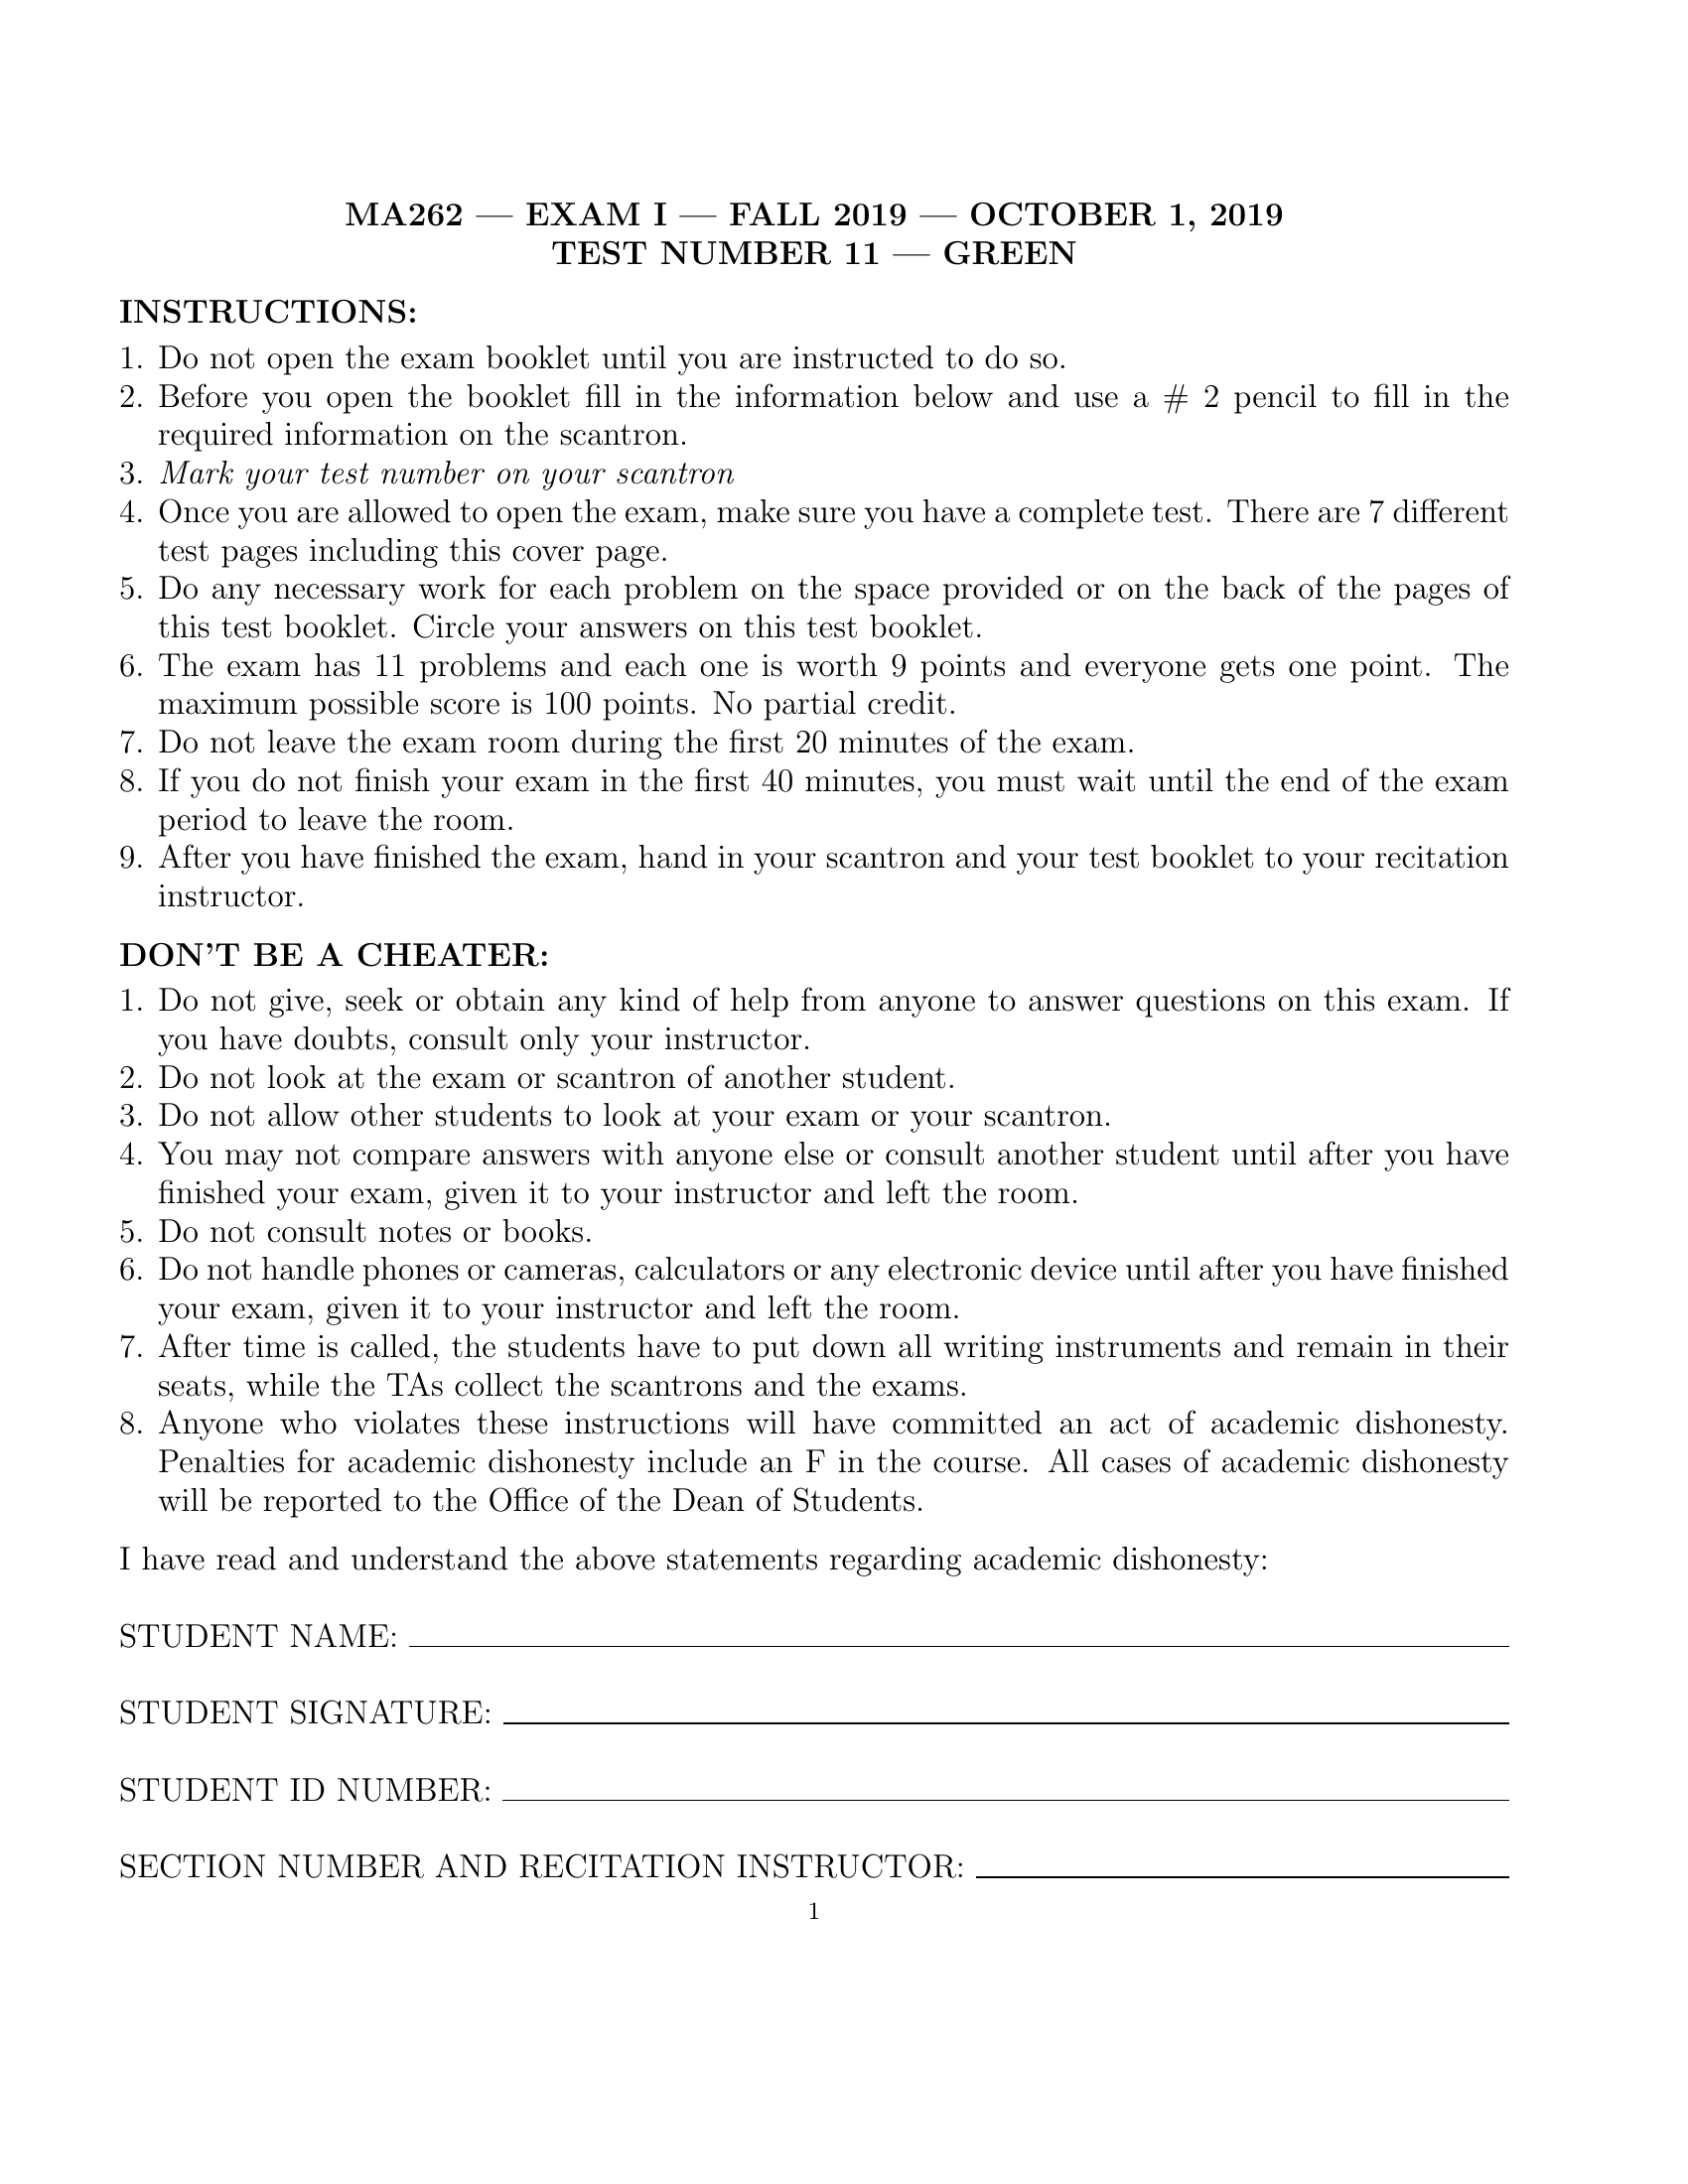 MA262 — EXAM I — FALL 2019 — OCTOBER 1, 2019
TEST NUMBER 11 — GREEN
INSTRUCTIONS:
1. Do not open the exam booklet until you are instructed to do so.
2. Before you open the booklet fill in the information below and use a # 2 pencil to fill in the
required information on the scantron.
3. Mark your test number on your scantron
4. Once you are allowed to open the exam, make sure you have a complete test. There are 7 different
test pages including this cover page.
5. Do any necessary work for each problem on the space provided or on the back of the pages of
this test booklet. Circle your answers on this test booklet.
6. The exam has 11 problems and each one is worth 9 points and everyone gets one point. The
maximum possible score is 100 points. No partial credit.
7. Do not leave the exam room during the first 20 minutes of the exam.
8. If you do not finish your exam in the first 40 minutes, you must wait until the end of the exam
period to leave the room.
9. After you have finished the exam, hand in your scantron and your test booklet to your recitation
instructor.
DON'T BE A CHEATER:
1. Do not give, seek or obtain any kind of help from anyone to answer questions on this exam. If
you have doubts, consult only your instructor.
2. Do not look at the exam or scantron of another student.
3. Do not allow other students to look at your exam or your scantron.
4. You may not compare answers with anyone else or consult another student until after you have
finished your exam, given it to your instructor and left the room.
5. Do not consult notes or books.
6. Do not handle phones or cameras, calculators or any electronic device until after you have finished
your exam, given it to your instructor and left the room.
7. After time is called, the students have to put down all writing instruments and remain in their
seats, while the TAs collect the scantrons and the exams.
8. Anyone who violates these instructions will have committed an act of academic dishonesty.
Penalties for academic dishonesty include an F in the course. All cases of academic dishonesty
will be reported to the Office of the Dean of Students.
I have read and understand the above statements regarding academic dishonesty:
STUDENT NAME:
STUDENT SIGNATURE:
STUDENT ID NUMBER:
SECTION NUMBER AND RECITATION INSTRUCTOR:
1